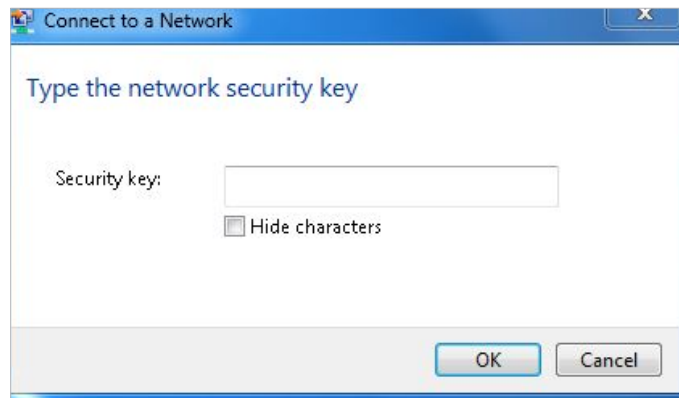 Connect to a Network
X
Type the network security key
Security key:
Hide characters
OK
Cancel